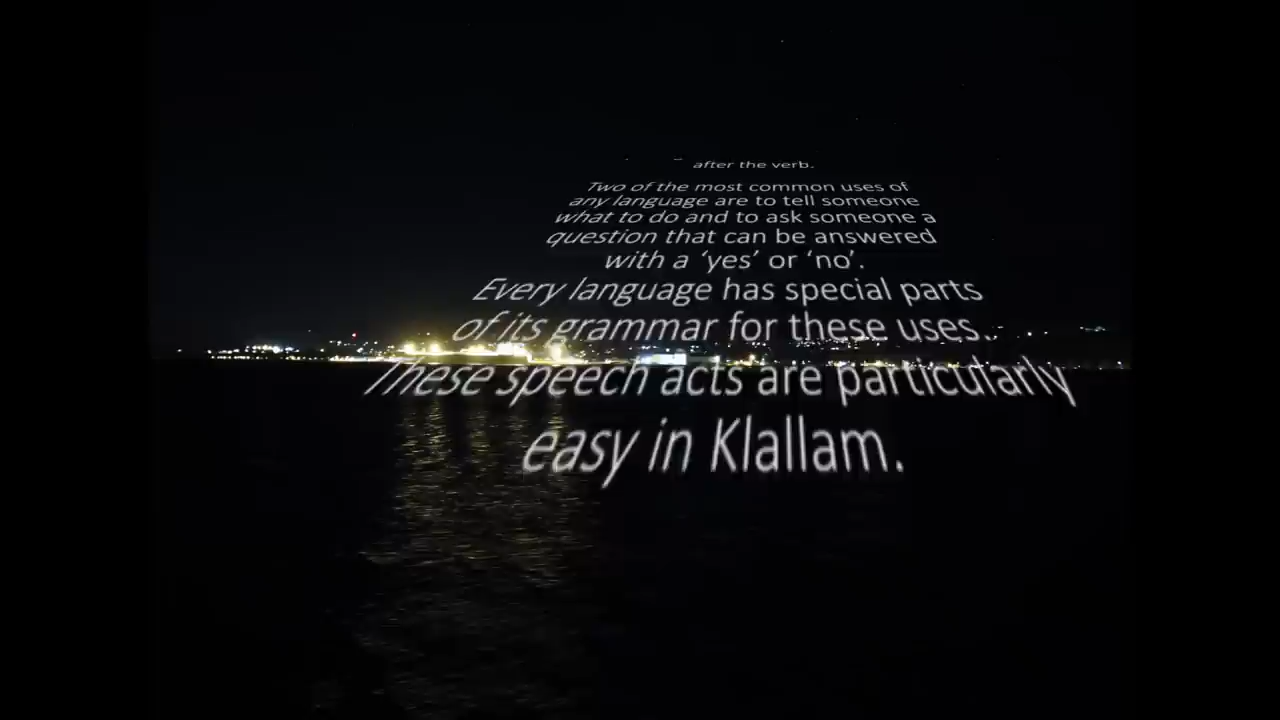 after the verb.
Two of the most common uses of
any language are to tell someone
what to do and to ask someone a
question that can be answered
with a ‘yes’ or ‘no’.
Every language has special parts
of its grammar for these uses.
These speech acts are particularly
easy in Klallam.